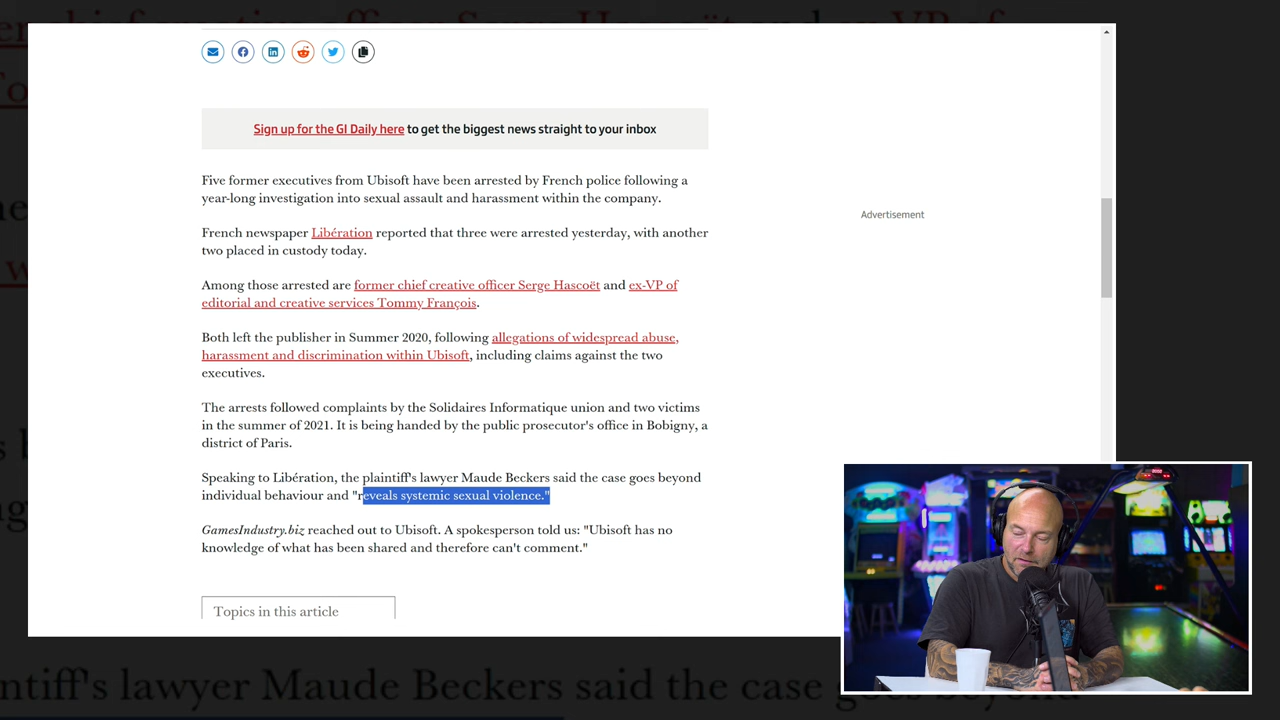 Sign up for the GI Daily here to get the biggest news straight to your inbox
Five former executives from Ubisoft have been arrested by French police following a
year-long investigation into sexual assault and harassment within the company.
French newspaper Libération reported that three were arrested yesterday, with another
two placed in custody today.
Advertisement
Among those arrested are former chief creative officer Serge Hascoët and ex-VP of
editorial and creative services Tommy François.
Both left the publisher in Summer 2020, following allegations of widespread abuse,
harassment and discrimination within Ubisoft, including claims against the two
executives.
The arrests followed complaints by the Solidaires Informatique union and two victims
in the summer of 2021. It is being handed by the public prosecutor's office in Bobigny, a
district of Paris.
Speaking to Libération, the plaintiff's lawyer Maude Beckers said the case goes beyond
individual behaviour and "reveals systemic sexual violence."
GamesIndustry.biz reached out to Ubisoft. A spokesperson told us: "Ubisoft has no
knowledge of what has been shared and therefore can't comment."
Topics in this article
ntiff's lawyer Maude Beckers said the case goes beyond